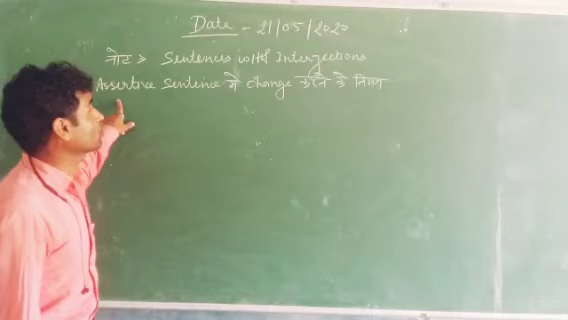 Date - 21/05/2020
नोट > Sentences with Interjections
Assertive Sentence में change करने के नियम